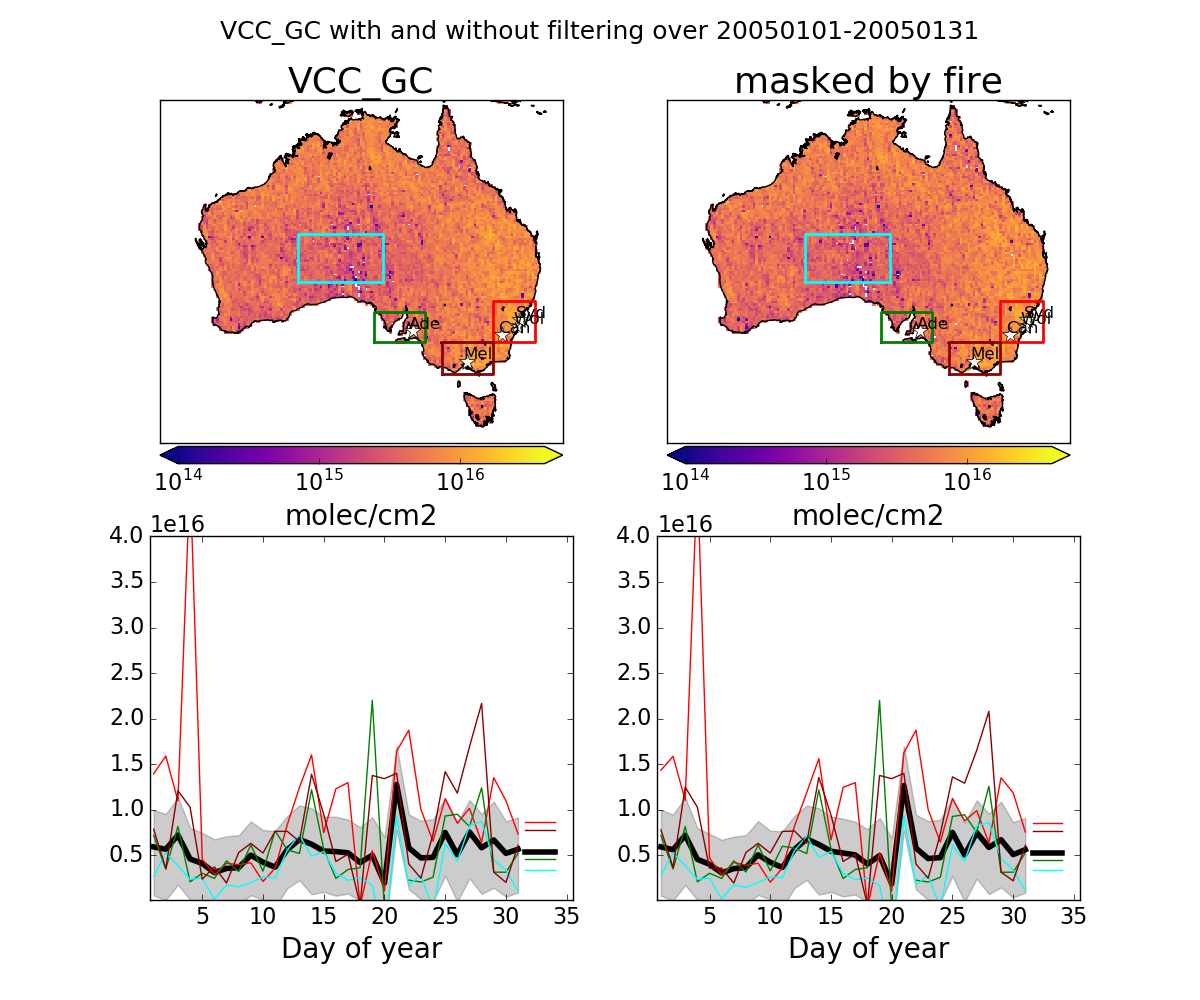 VCC_GC with and without filtering over 20050101-20050131
VCC_GC
masked by fire
Ade
Mel
Can
Syd
Wol
Ade
Mel
Can
Syd
Wol
10^14 10^15 10^16
10^14 10^15 10^16
molec/cm2
molec/cm2
1e16
4.0
3.5
3.0
2.5
2.0
1.5
1.0
0.5
5 10 15 20 25 30 35
Day of year
1e16
4.0
3.5
3.0
2.5
2.0
1.5
1.0
0.5
5 10 15 20 25 30 35
Day of year